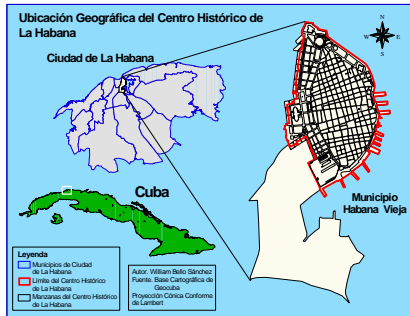 Ubicación Geográfica del Centro Histórico de
La Habana
Ciudad de La Habana
N
W
E
S
Cuba
Municipio
Habana Vieja
Leyenda
Municipios de Ciudad
de La Habana
Límite del Centro Histórico
de La Habana
Manzanas del Centro Histórico
de La Habana
Autor. William Bello Sánchez
Fuente. Base Cartográfica de
Geocuba
Proyección Cónica Conforme
de Lambert